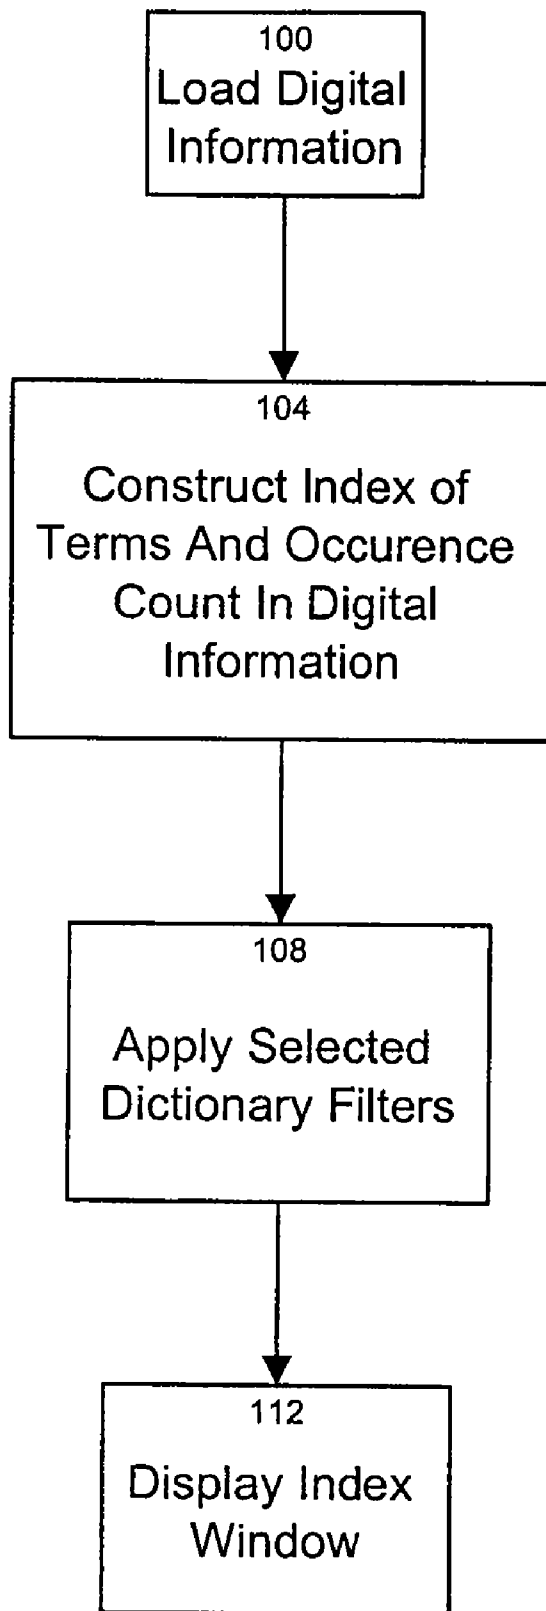 100
Load Digital
Information
104
Construct Index of
Terms And Occurence
Count In Digital
Information
108
Apply Selected
Dictionary Filters
112
Display Index
Window